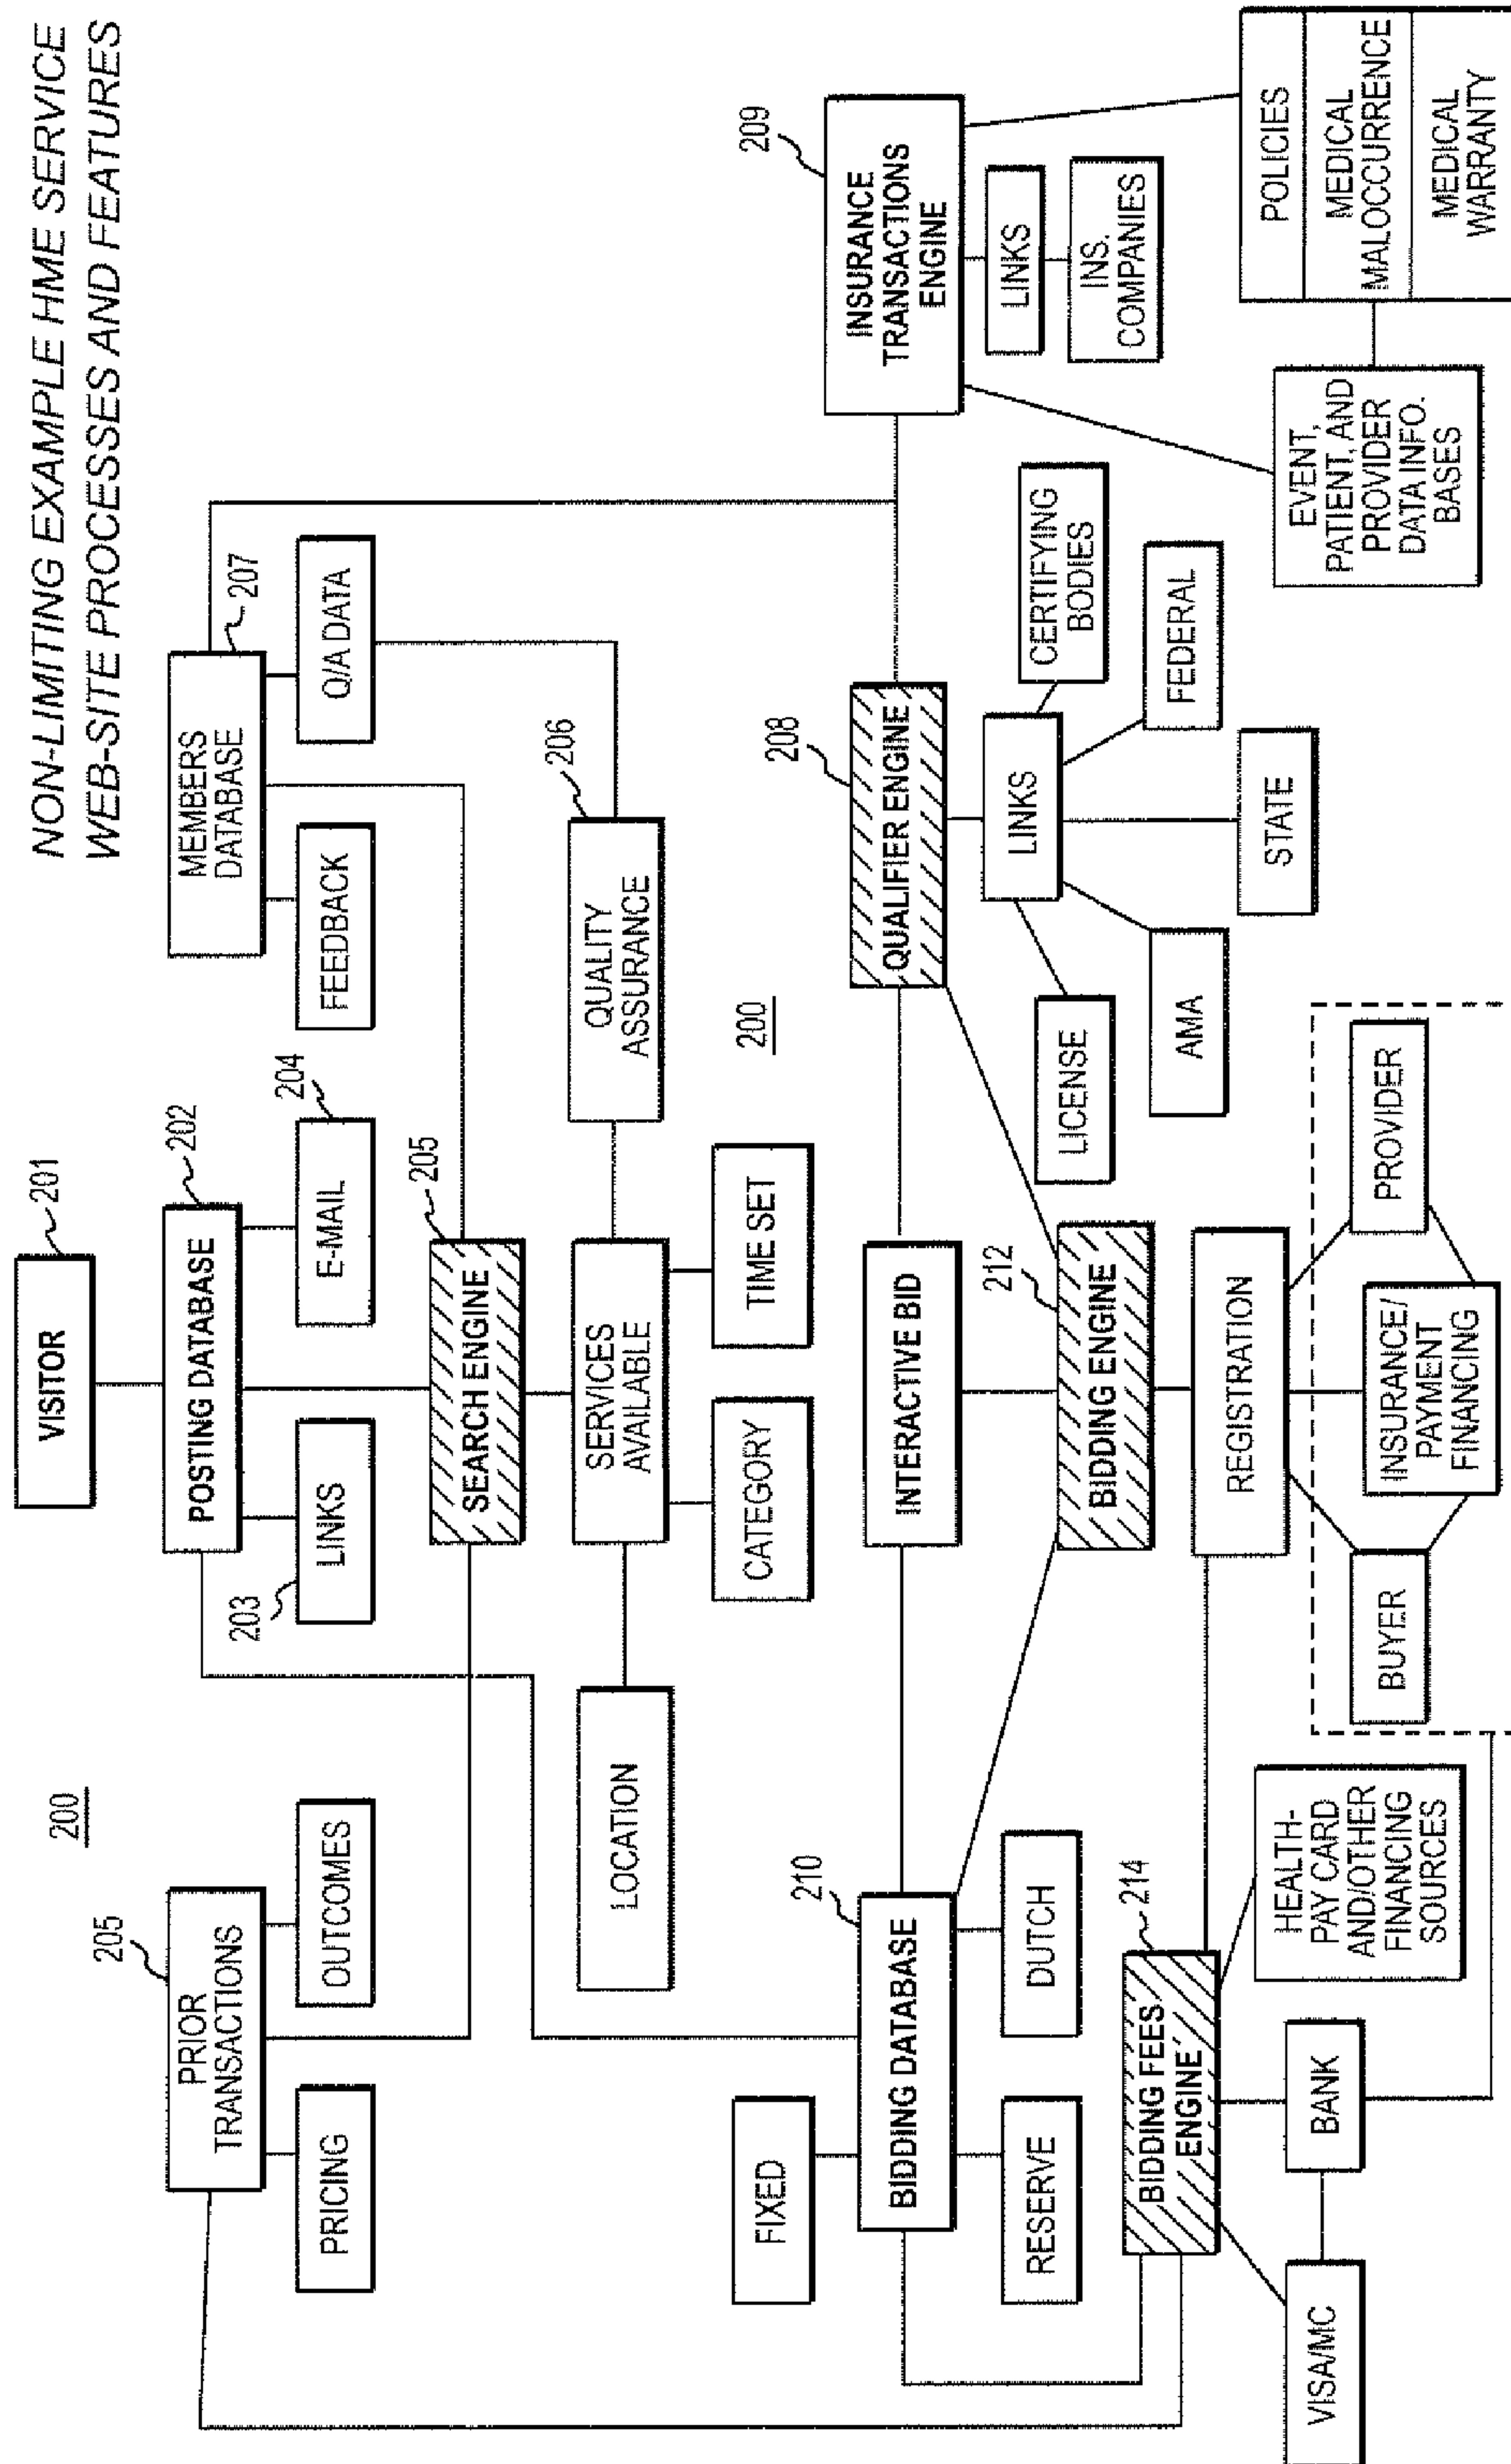 NON-LIMITING EXAMPLE HME SERVICE
WEB-SITE PROCESSES AND FEATURES
200
VISITOR
201
205
PRIOR
TRANSACTIONS
PRICING
OUTCOMES
POSTING DATABASE
202
203
LINKS
E-MAIL
204
MEMBERS
DATABASE
207
FEEDBACK
Q/A DATA
SEARCH ENGINE
205
LOCATION
SERVICES
AVAILABLE
QUALITY
ASSURANCE
206
CATEGORY
TIME SET
200
FIXED
BIDDING DATABASE
210
RESERVE
DUTCH
INTERACTIVE BID
QUALIFIER ENGINE
208
INSURANCE
TRANSACTIONS
ENGINE
209
LINKS
LICENSE
AMA
STATE
FEDERAL
CERTIFYING
BODIES
LINKS
INS.
COMPANIES
BIDDING ENGINE
212
BIDDING FEES
ENGINE
214
REGISTRATION
VISA/MC
BANK
HEALTH-
PAY CARD
AND/OTHER
FINANCING
SOURCES
BUYER
INSURANCE/
PAYMENT
FINANCING
PROVIDER
EVENT,
PATIENT, AND
PROVIDER
DATA INFO.
BASES
POLICIES
MEDICAL
MALOCCURRENCE
MEDICAL
WARRANTY